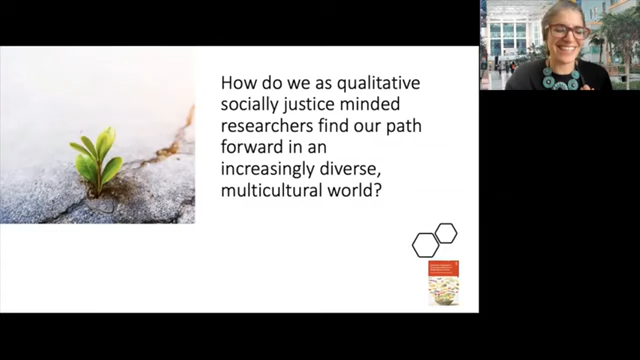 How do we as qualitative
socially justice minded
researchers find our path
forward in an
increasingly diverse,
multicultural world?